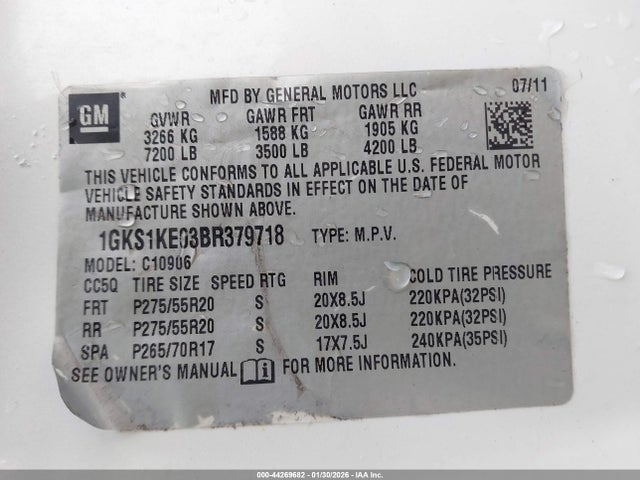 GM
MFD BY GENERAL MOTORS LLC 07/11
GVWR GAWR FRT GAWR RR
3266 KG 1588 KG 1905 KG
7200 LB 3500 LB 4200 LB
THIS VEHICLE CONFORMS TO ALL APPLICABLE U.S. FEDERAL MOTOR
VEHICLE SAFETY STANDARDS IN EFFECT ON THE DATE OF
MANUFACTURE SHOWN ABOVE.
1GKS1KE03BR379718 TYPE: M.P.V.
MODEL: C10906
CC5Q TIRE SIZE SPEED RTG RIM COLD TIRE PRESSURE
FRT P275/55R20 S 20X8.5J 220KPA(32PSI)
RR P275/55R20 S 20X8.5J 220KPA(32PSI)
SPA P265/70R17 S 17X7.5J 240KPA(35PSI)
SEE OWNER'S MANUAL FOR MORE INFORMATION.
000-44269682 - 01/30/2026 - IAA Inc.